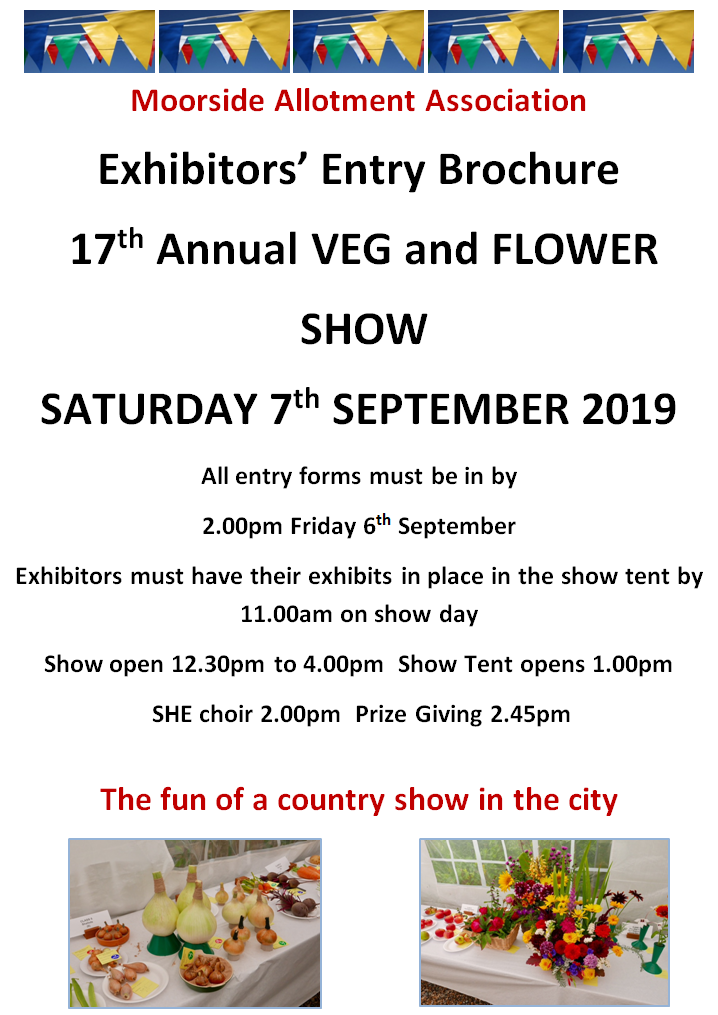 Moorside Allotment Association
Exhibitors’ Entry Brochure
17th Annual VEG and FLOWER
SHOW
SATURDAY 7th SEPTEMBER 2019
All entry forms must be in by
2.00pm Friday 6th September
Exhibitors must have their exhibits in place in the show tent by
11.00am on show day
Show open 12.30pm to 4.00pm  Show Tent opens 1.00pm
SHE choir 2.00pm  Prize Giving 2.45pm
The fun of a country show in the city